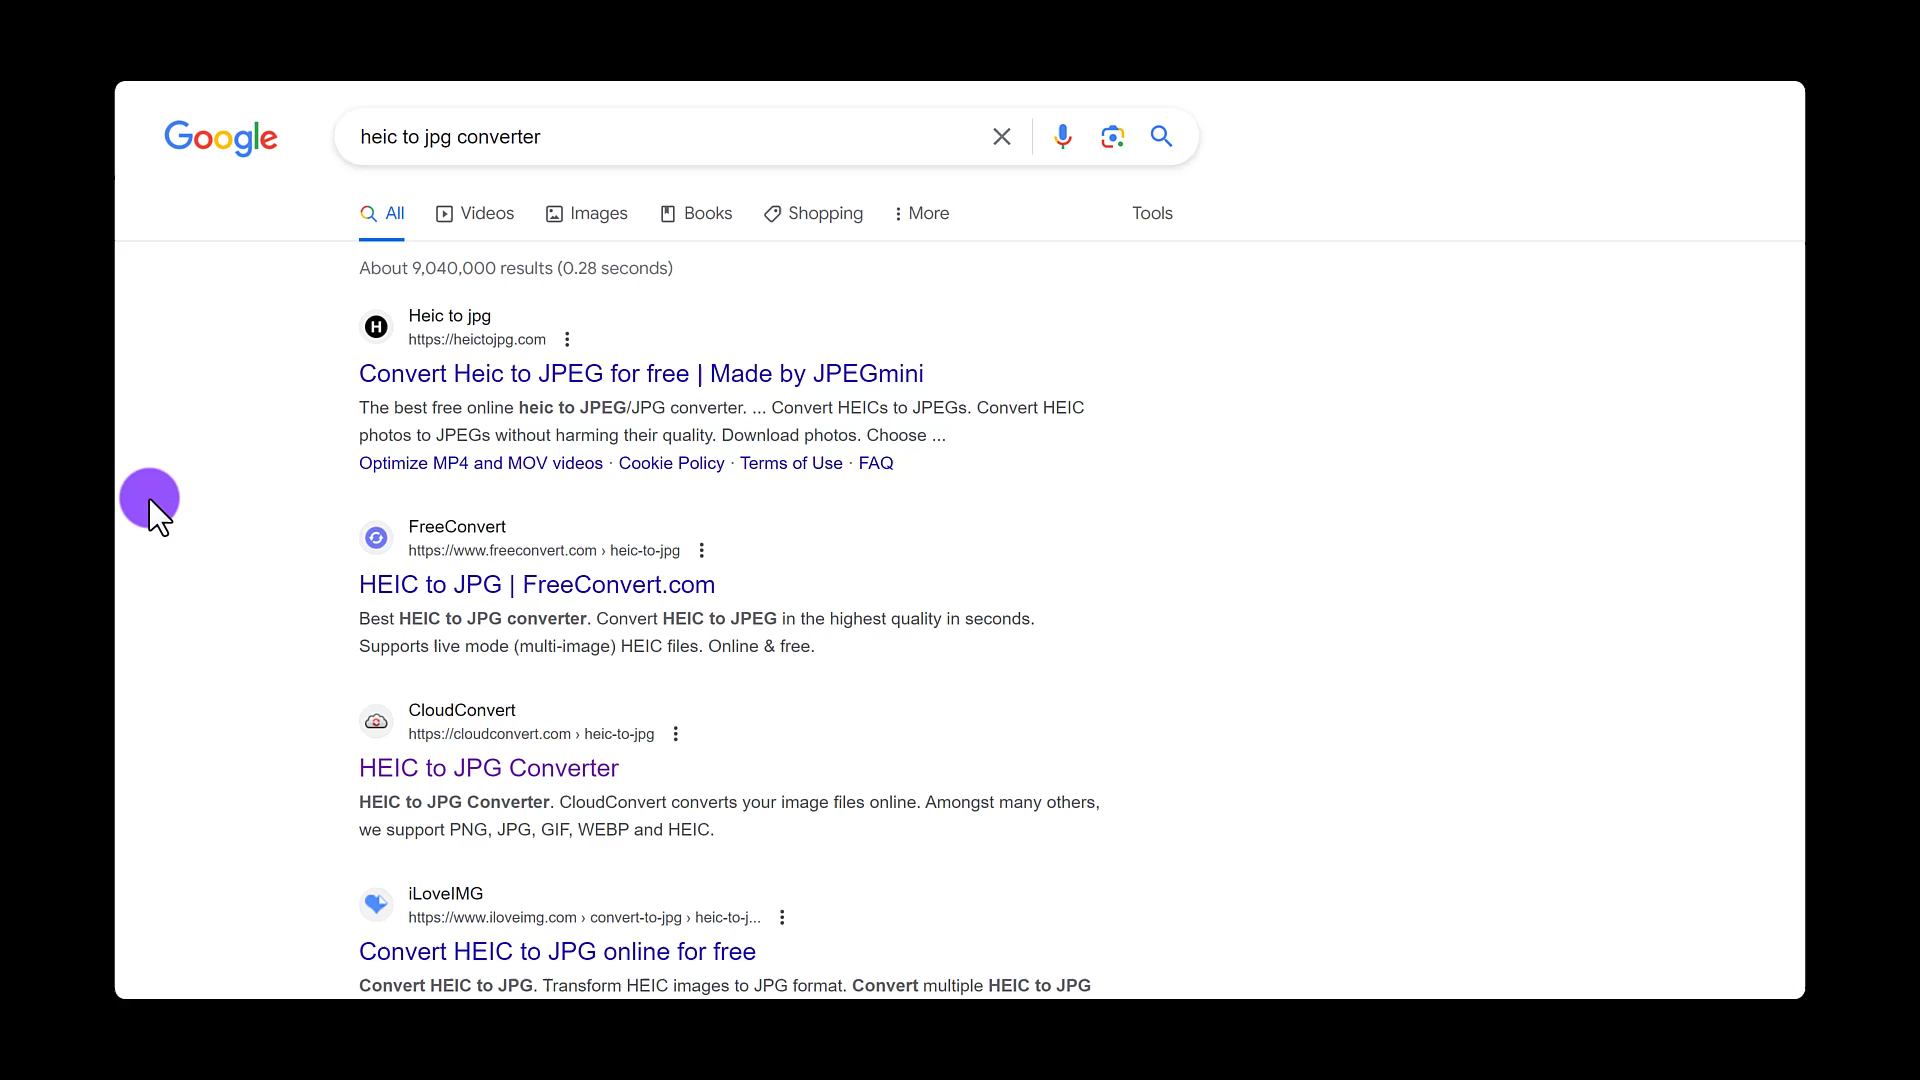 Google
heic to jpg converter
All Videos Images Books Shopping More Tools
About 9,040,000 results (0.28 seconds)
H
Heic to jpg
https://heictojpg.com
Convert Heic to JPEG for free | Made by JPEGmini
The best free online heic to JPEG/JPG converter. ... Convert HEICs to JPEGs. Convert HEIC
photos to JPEGs without harming their quality. Download photos. Choose ...
Optimize MP4 and MOV videos · Cookie Policy · Terms of Use · FAQ
FreeConvert
https://www.freeconvert.com › heic-to-jpg
HEIC to JPG | FreeConvert.com
Best HEIC to JPG converter. Convert HEIC to JPEG in the highest quality in seconds.
Supports live mode (multi-image) HEIC files. Online & free.
CloudConvert
https://cloudconvert.com › heic-to-jpg
HEIC to JPG Converter
HEIC to JPG Converter. CloudConvert converts your image files online. Amongst many others,
we support PNG, JPG, GIF, WEBP and HEIC.
iLoveIMG
https://www.iloveimg.com › convert-to-jpg › heic-to-j...
Convert HEIC to JPG online for free
Convert HEIC to JPG. Transform HEIC images to JPG format. Convert multiple HEIC to JPG